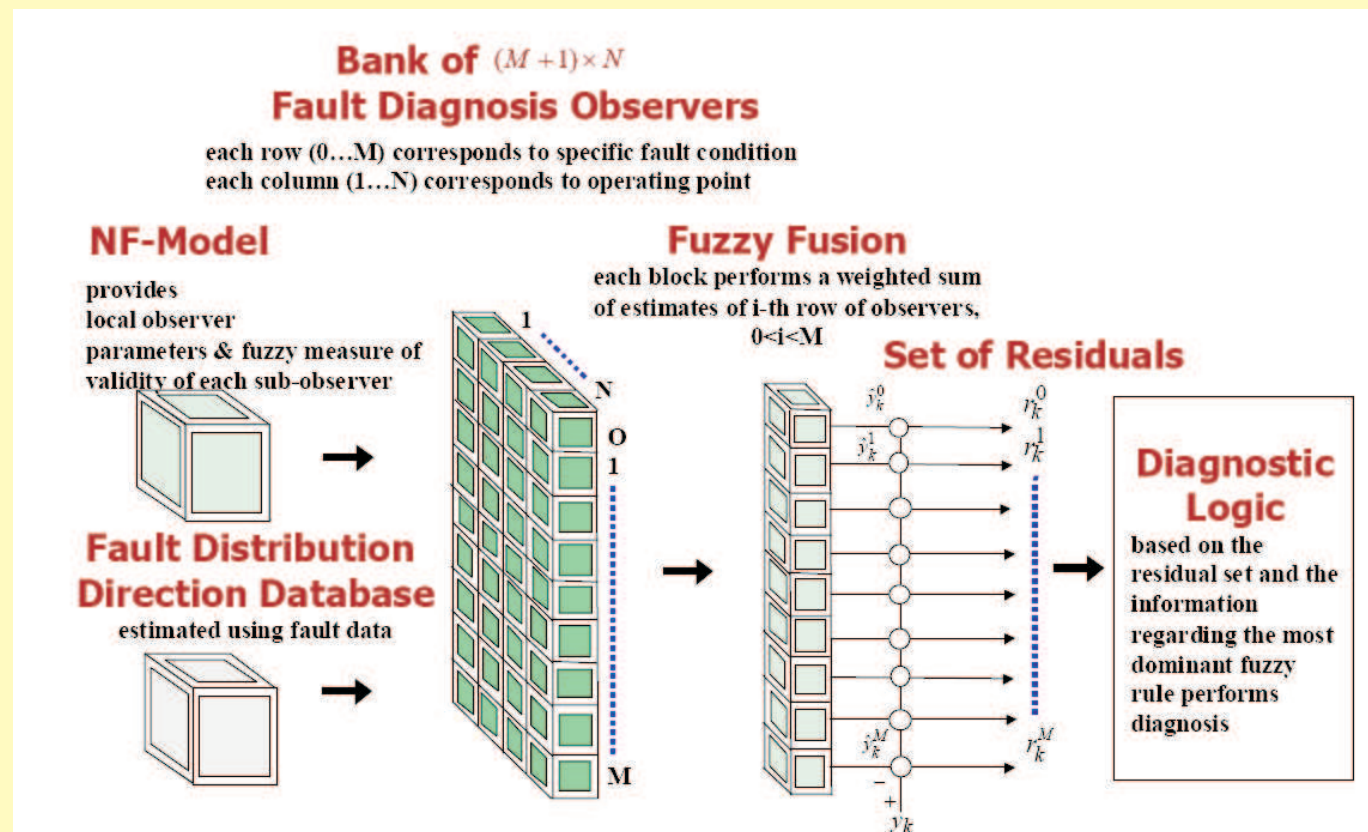 Bank of (M+1)×N
Fault Diagnosis Observers
each row (0…M) corresponds to specific fault condition
each column (1…N) corresponds to operating point
NF-Model
provides
local observer
parameters & fuzzy measure of
validity of each sub-observer
Fault Distribution
Direction Database
estimated using fault data
1
N
O
1
M
Fuzzy Fusion
each block performs a weighted sum
of estimates of i-th row of observers,
0<i<M
Set of Residuals
ŷ_k^0
r_k^0
ŷ_k^1
r_k^1
ŷ_k^M
r_k^M
−
+
y_k
Diagnostic
Logic
based on the
residual set and the
information
regarding the most
dominant fuzzy
rule performs
diagnosis